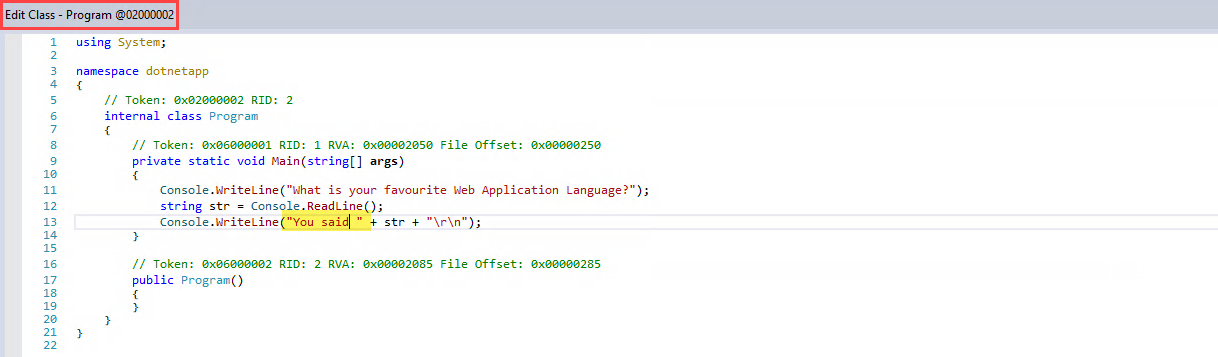 Edit Class - Program @02000002
1 using System;
2
3 namespace dotnetapp
4 {
5 // Token: 0x02000002 RID: 2
6 internal class Program
7 {
8 // Token: 0x06000001 RID: 1 RVA: 0x00002050 File Offset: 0x00000250
9 private static void Main(string[] args)
10 {
11 Console.WriteLine("What is your favourite Web Application Language?");
12 string str = Console.ReadLine();
13 Console.WriteLine("You said " + str + "\r\n");
14 }
15
16 // Token: 0x06000002 RID: 2 RVA: 0x00002085 File Offset: 0x00000285
17 public Program()
18 {
19 }
20 }
21 }
22